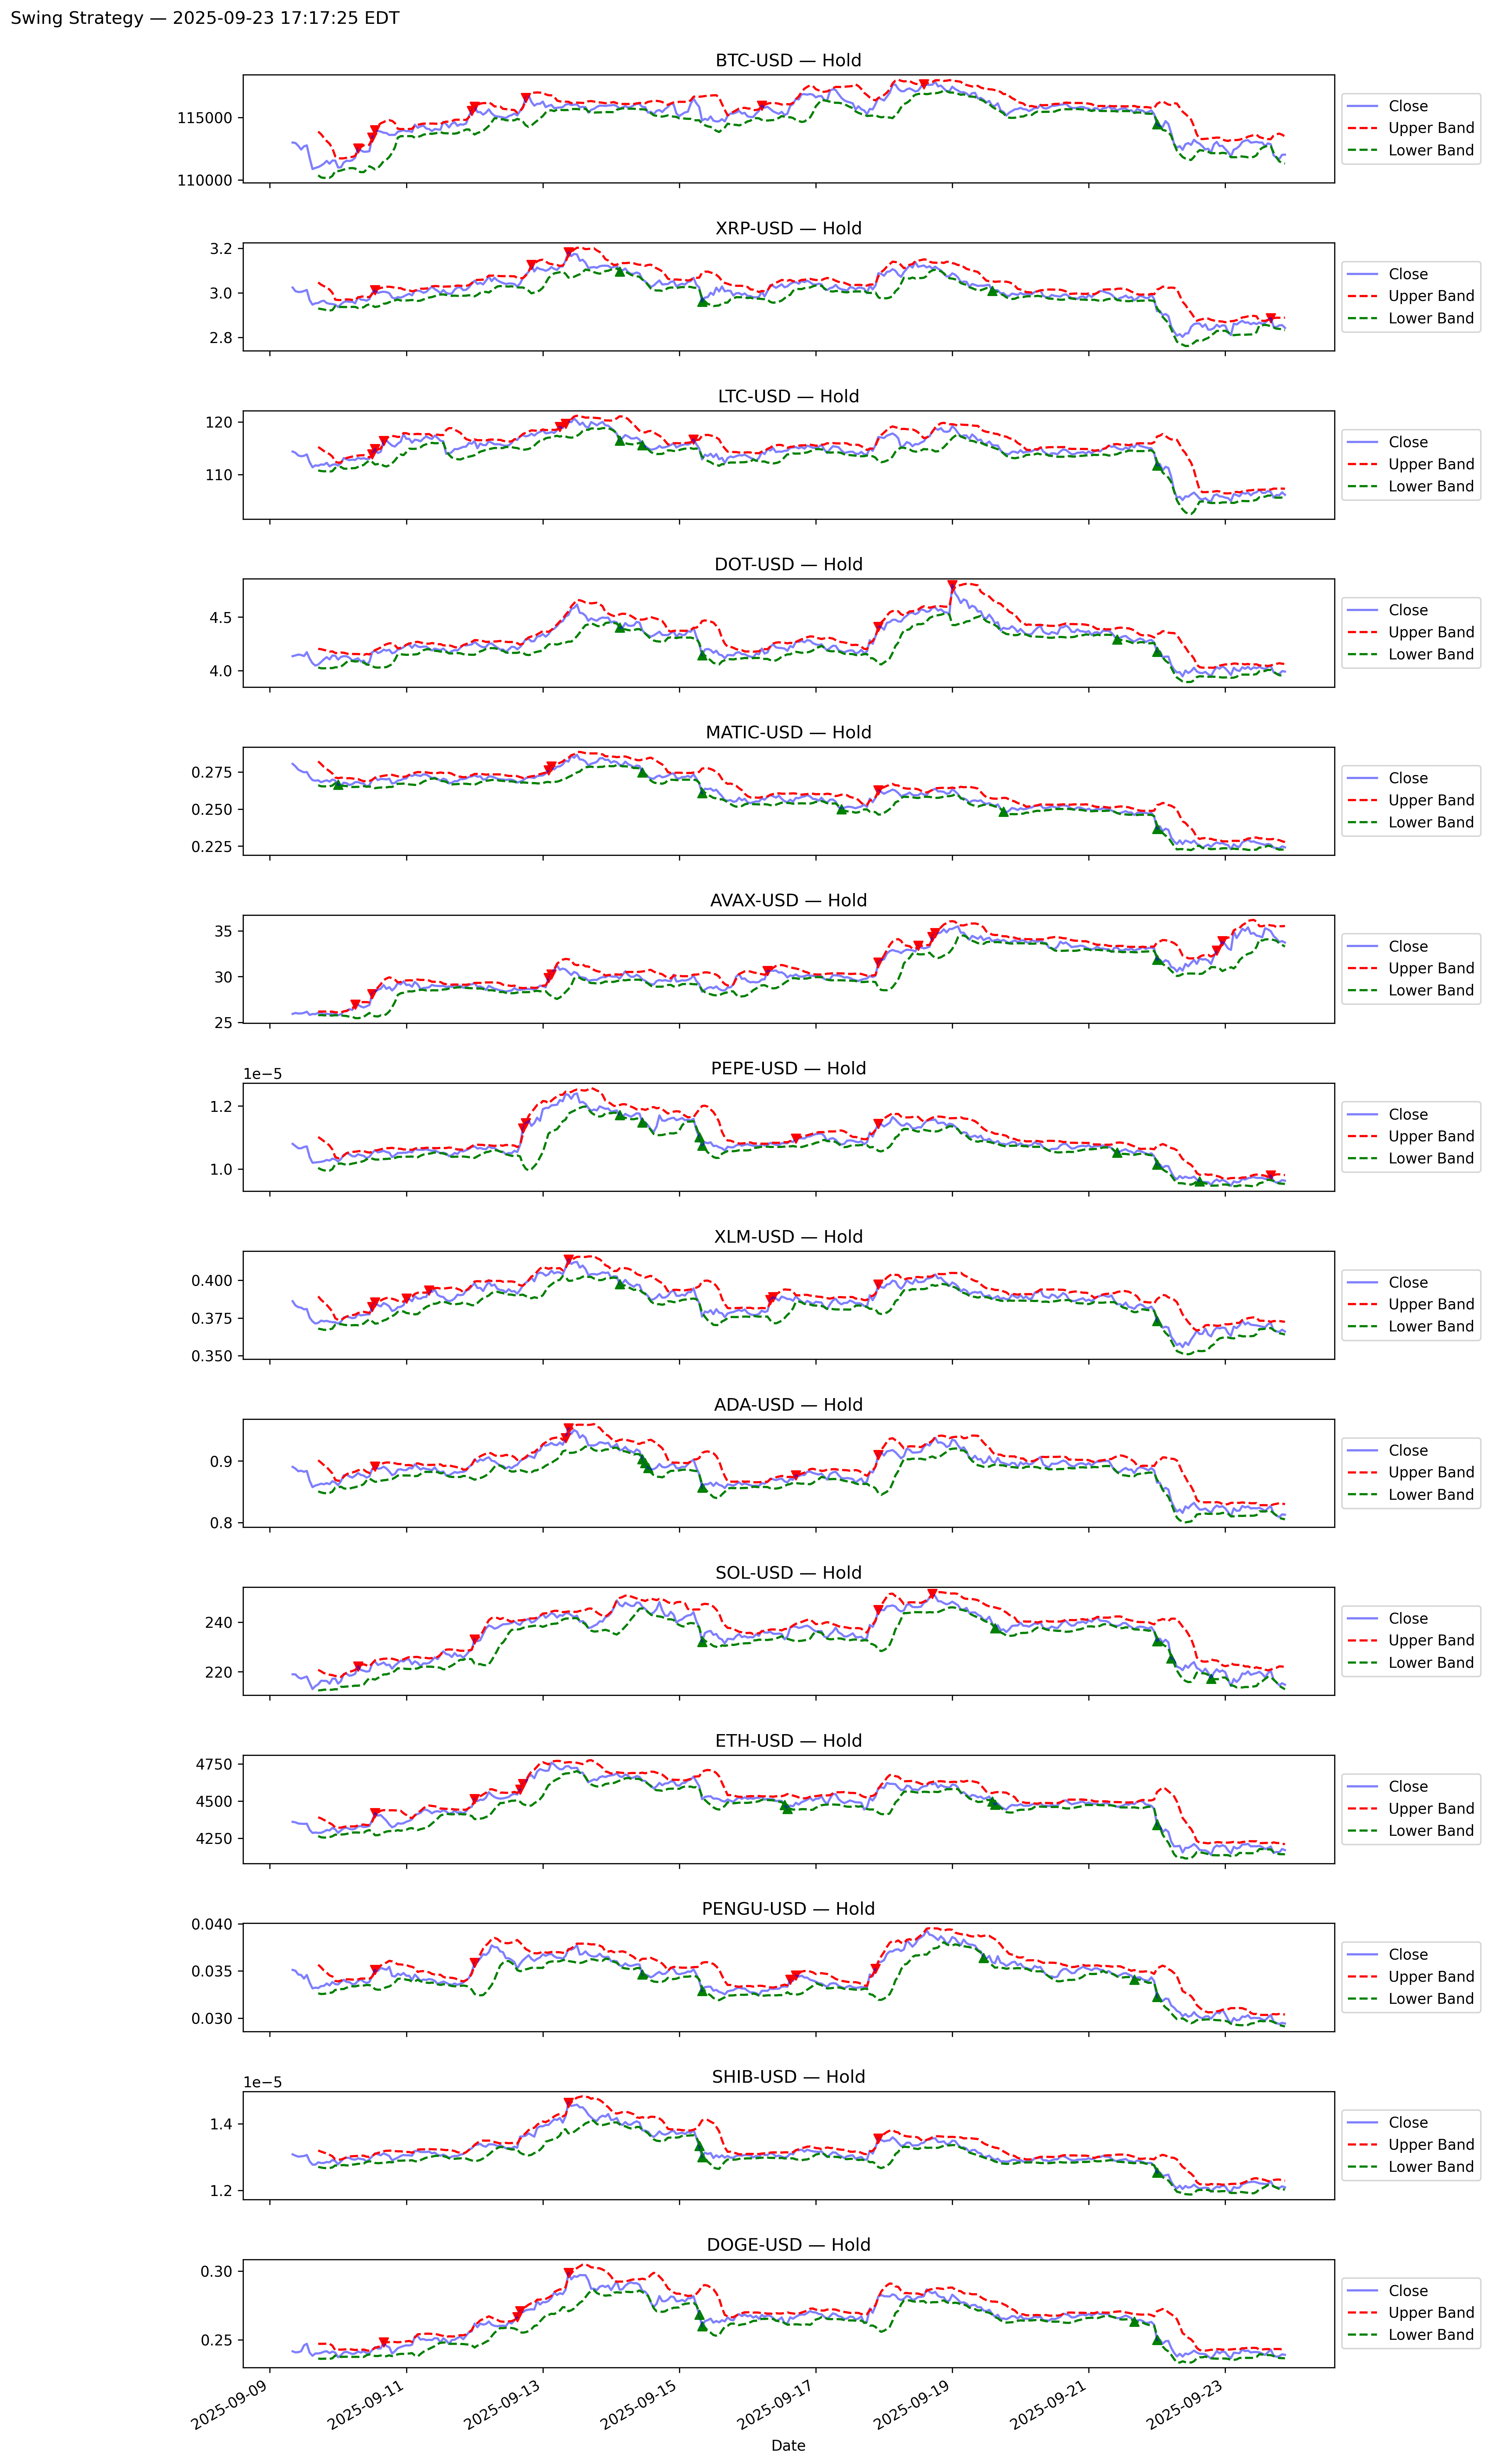 Swing Strategy — 2025-09-23 17:17:25 EDT
BTC-USD — Hold
115000
110000
Close
Upper Band
Lower Band
XRP-USD — Hold
3.2
3.0
2.8
Close
Upper Band
Lower Band
LTC-USD — Hold
120
110
Close
Upper Band
Lower Band
DOT-USD — Hold
4.5
4.0
Close
Upper Band
Lower Band
MATIC-USD — Hold
0.275
0.250
0.225
Close
Upper Band
Lower Band
AVAX-USD — Hold
35
30
25
Close
Upper Band
Lower Band
PEPE-USD — Hold
1e−5
1.2
1.0
Close
Upper Band
Lower Band
XLM-USD — Hold
0.400
0.375
0.350
Close
Upper Band
Lower Band
ADA-USD — Hold
0.9
0.8
Close
Upper Band
Lower Band
SOL-USD — Hold
240
220
Close
Upper Band
Lower Band
ETH-USD — Hold
4750
4500
4250
Close
Upper Band
Lower Band
PENGU-USD — Hold
0.040
0.035
0.030
Close
Upper Band
Lower Band
SHIB-USD — Hold
1e−5
1.4
1.2
Close
Upper Band
Lower Band
DOGE-USD — Hold
0.30
0.25
Close
Upper Band
Lower Band
2025-09-09
2025-09-11
2025-09-13
2025-09-15
2025-09-17
2025-09-19
2025-09-21
2025-09-23
Date